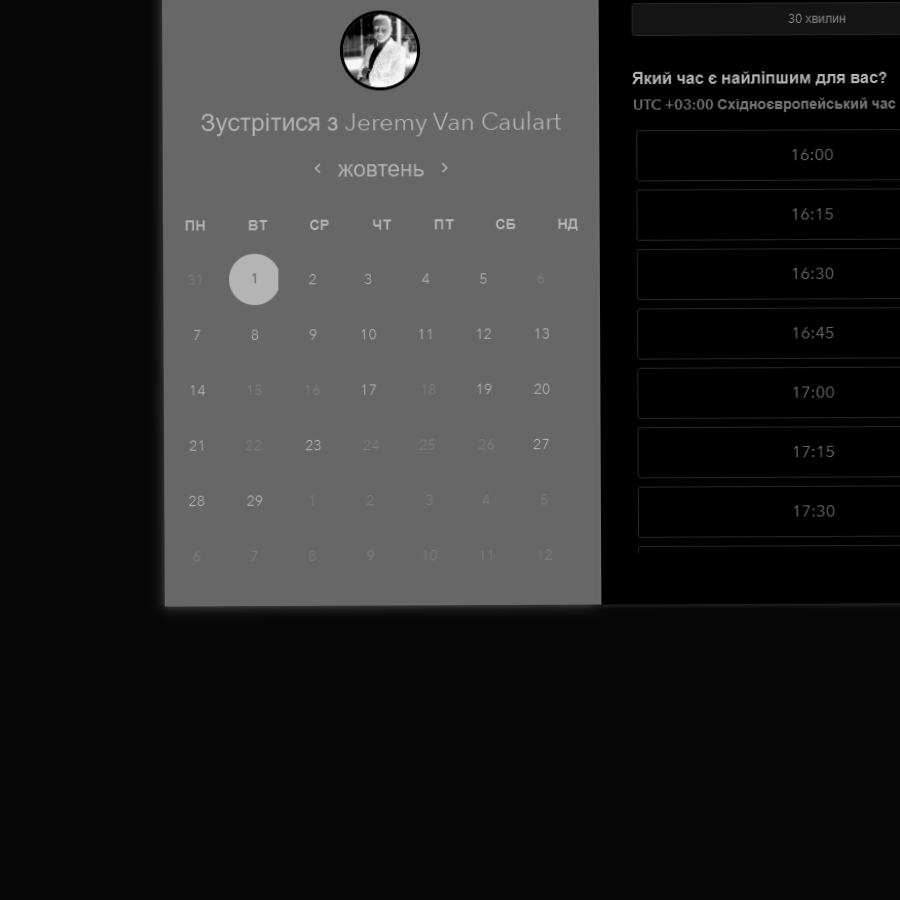 Зустрітися з Jeremy Van Caulart
жовтень
ПН ВТ СР ЧТ ПТ СБ НД
31 1 2 3 4 5 6
7 8 9 10 11 12 13
14 15 16 17 18 19 20
21 22 23 24 25 26 27
28 29 1 2 3 4 5
6 7 8 9 10 11 12
30 хвилин
Який час є найліпшим для вас?
UTC +03:00 Східноєвропейський час
16:00
16:15
16:30
16:45
17:00
17:15
17:30